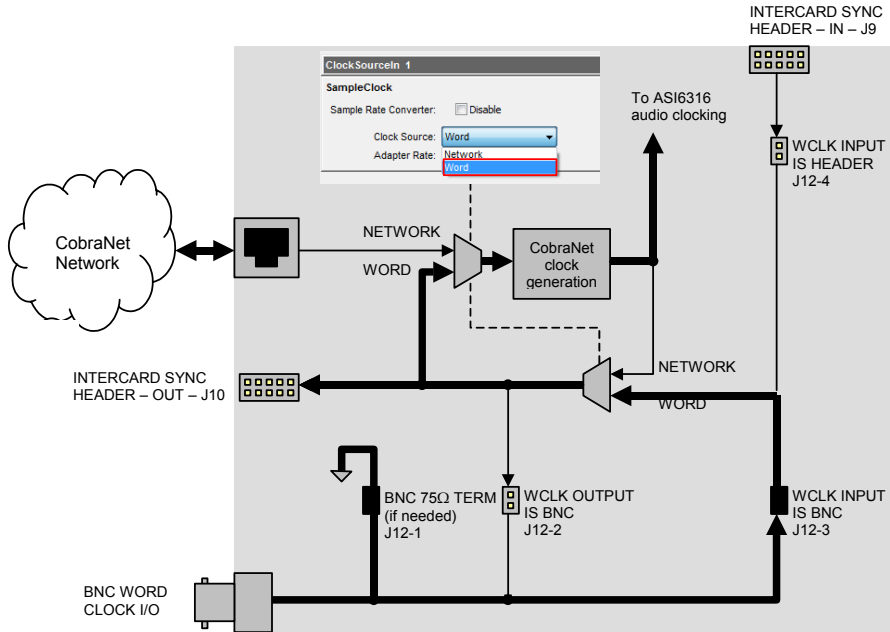 INTERCARD SYNC
HEADER – IN – J9
ClockSourceIn 1
SampleClock
Sample Rate Converter: Disable
Clock Source: Word
Adapter Rate: Network
Word
To ASI6316
audio clocking
WCLK INPUT
IS HEADER
J12-4
CobraNet
Network
NETWORK
WORD
CobraNet
clock
generation
INTERCARD SYNC
HEADER – OUT – J10
NETWORK
WORD
BNC 75Ω TERM
(if needed)
J12-1
WCLK OUTPUT
IS BNC
J12-2
WCLK INPUT
IS BNC
J12-3
BNC WORD
CLOCK I/O